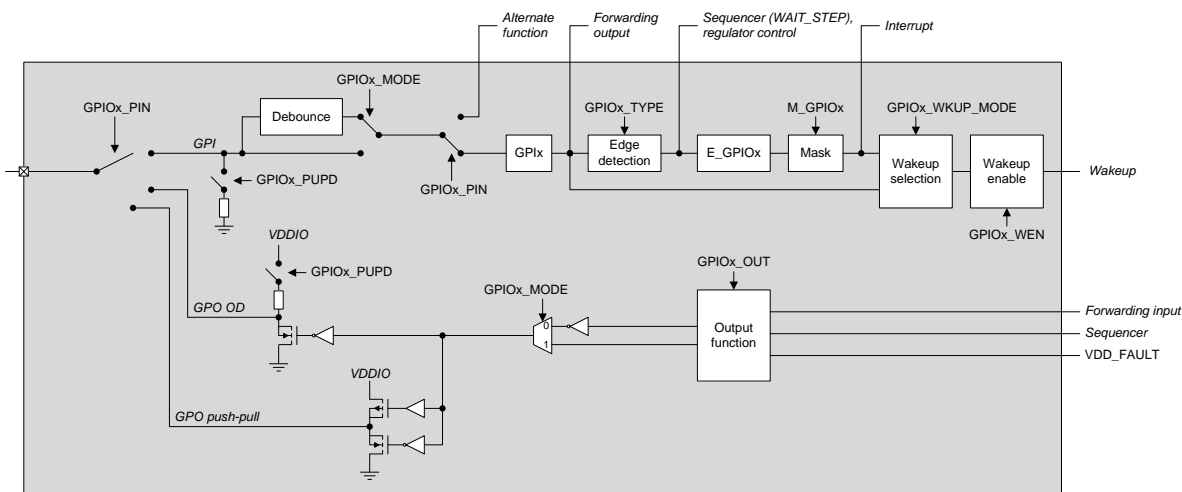 Alternate
function
Forwarding
output
Sequencer (WAIT_STEP),
regulator control
Interrupt
GPIOx_MODE
GPIOx_PIN
Debounce
GPI
GPIOx_PUPD
GPIOx_PIN
GPIx
GPIOx_TYPE
Edge
detection
E_GPIOx
M_GPIOx
Mask
GPIOx_WKUP_MODE
Wakeup
selection
Wakeup
enable
Wakeup
GPIOx_WEN
VDDIO
GPIOx_PUPD
GPO OD
GPIOx_MODE
0
1
GPIOx_OUT
Output
function
Forwarding input
Sequencer
VDD_FAULT
VDDIO
GPO push-pull